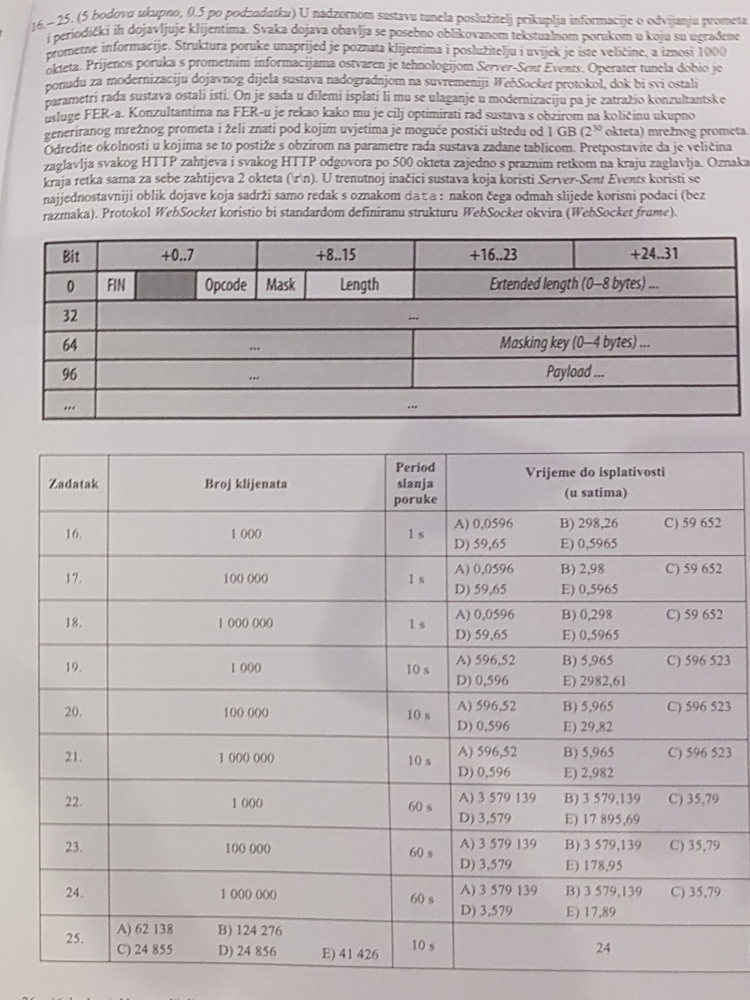 16.– 25. (5 bodova ukupno, 0.5 po podzadatku) U nadzornom sustavu tunela poslužitelj prikuplja informacije o odvijanju prometa
i periodički ih dojavljuje klijentima. Svaka dojava obavlja se posebno oblikovanom tekstualnom porukom u koju su ugrađene
prometne informacije. Struktura poruke unaprijed je poznata klijentima i poslužitelju i uvijek je iste veličine, a iznosi 1000
okteta. Prijenos poruka s prometnim informacijama ostvaren je tehnologijom Server-Sent Events. Operater tunela dobio je
ponudu za modernizaciju dojavnog dijela sustava nadogradnjom na suvremeniji WebSocket protokol, dok bi svi ostali
parametri rada sustava ostali isti. On je sada u dilemi isplati li mu se ulaganje u modernizaciju pa je zatražio konzultantske
usluge FER-a. Konzultantima na FER-u je rekao kako mu je cilj optimirati rad sustava s obzirom na količinu ukupno
generiranog mrežnog prometa i želi znati pod kojim uvjetima je moguće postići uštedu od 1 GB (2³⁰ okteta) mrežnog prometa.
Odredite okolnosti u kojima se to postiže s obzirom na parametre rada sustava zadane tablicom. Pretpostavite da je veličina
zaglavlja svakog HTTP zahtjeva i svakog HTTP odgovora po 500 okteta zajedno s praznim retkom na kraju zaglavlja. Oznaka
kraja retka sama za sebe zahtijeva 2 okteta (\r\n). U trenutnoj inačici sustava koja koristi Server-Sent Events koristi se
najjednostavniji oblik dojave koja sadrži samo redak s oznakom data: nakon čega odmah slijede korisni podaci (bez
razmaka). Protokol WebSocket koristio bi standardom definiranu strukturu WebSocket okvira (WebSocket frame).
Bit +0..7 +8..15 +16..23 +24..31
0 FIN Opcode Mask Length Extended length (0–8 bytes) ...
32 ...
64 ... Masking key (0–4 bytes) ...
96 ... Payload ...
... ...
Zadatak Broj klijenata Period slanja poruke Vrijeme do isplativosti (u satima)
16. 1 000 1 s A) 0,0596 B) 298,26 C) 59 652
D) 59,65 E) 0,5965
17. 100 000 1 s A) 0,0596 B) 2,98 C) 59 652
D) 59,65 E) 0,5965
18. 1 000 000 1 s A) 0,0596 B) 0,298 C) 59 652
D) 59,65 E) 0,5965
19. 1 000 10 s A) 596,52 B) 5,965 C) 596 523
D) 0,596 E) 2982,61
20. 100 000 10 s A) 596,52 B) 5,965 C) 596 523
D) 0,596 E) 29,82
21. 1 000 000 10 s A) 596,52 B) 5,965 C) 596 523
D) 0,596 E) 2,982
22. 1 000 60 s A) 3 579 139 B) 3 579,139 C) 35,79
D) 3,579 E) 17 895,69
23. 100 000 60 s A) 3 579 139 B) 3 579,139 C) 35,79
D) 3,579 E) 178,95
24. 1 000 000 60 s A) 3 579 139 B) 3 579,139 C) 35,79
D) 3,579 E) 17,89
25. A) 62 138 B) 124 276 10 s 24
C) 24 855 D) 24 856 E) 41 426